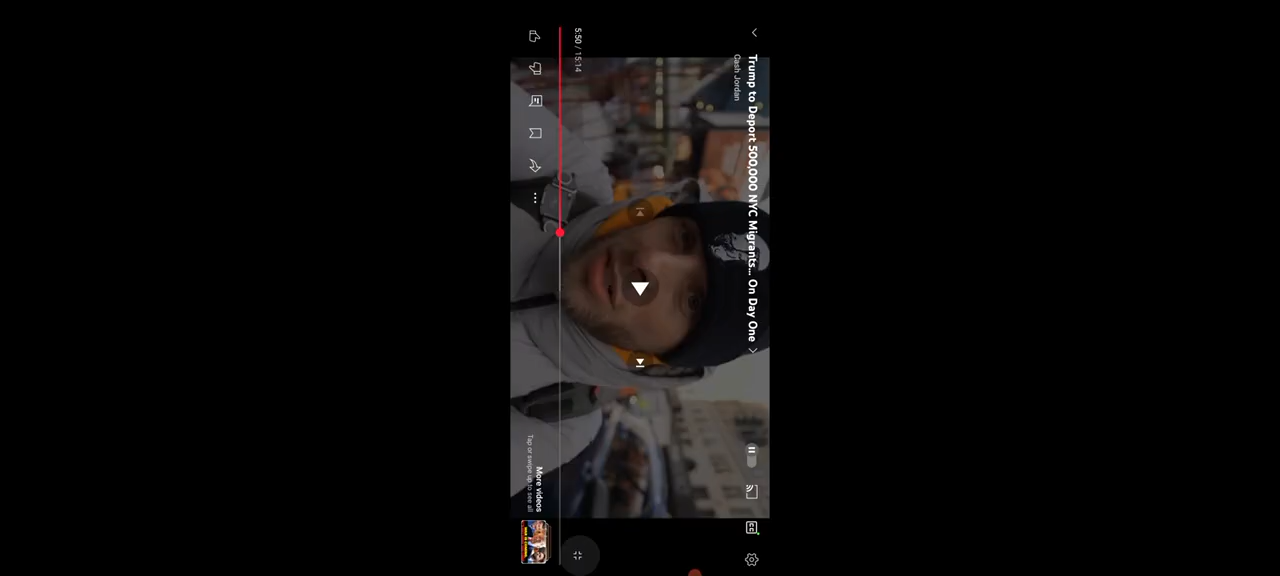 Trump to Deport 500,000 NYC Migrants... On Day One
Cash Jordan
CC
5:50 / 15:14
More videos
Tap or swipe up to see all